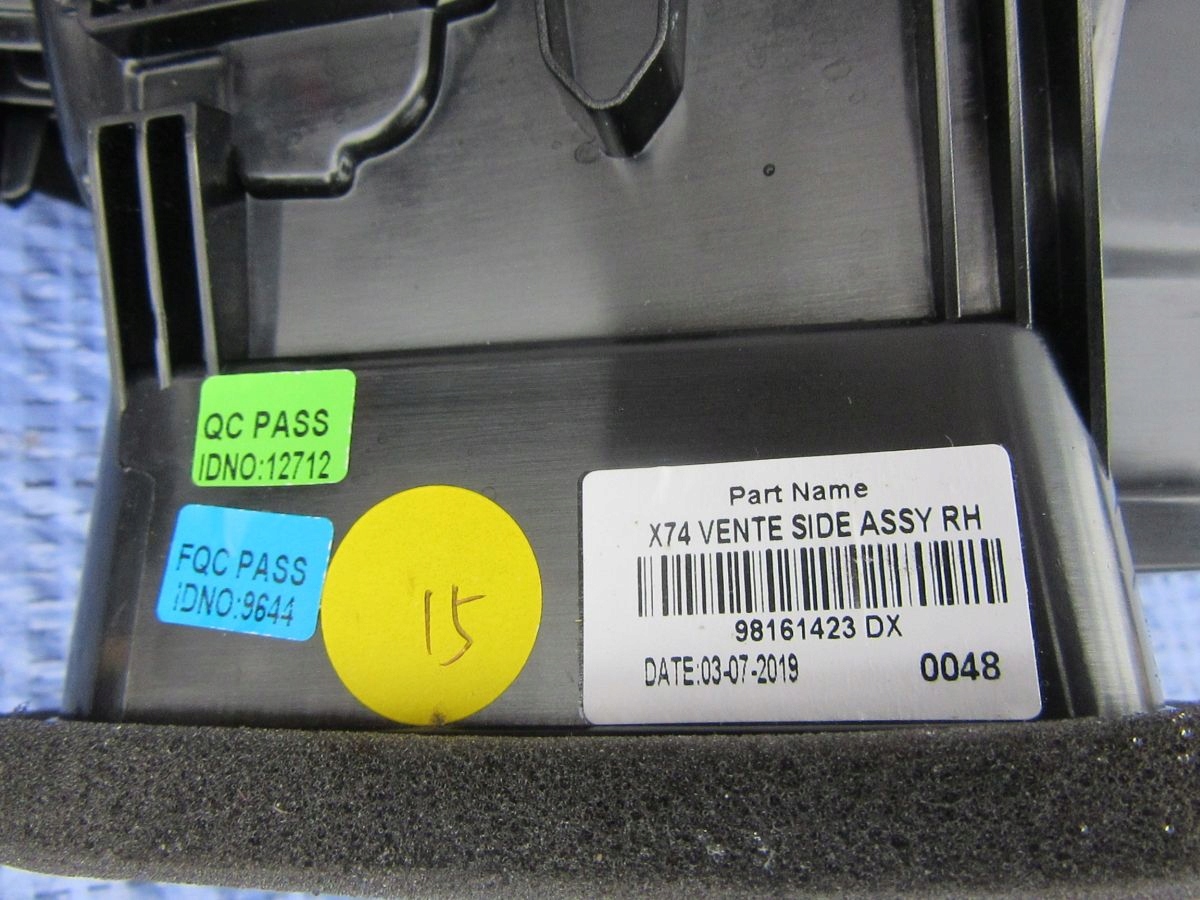 QC PASS
IDNO:12712
FQC PASS
IDNO:9644
15
Part Name
X74 VENTE SIDE ASSY RH
98161423 DX
DATE:03-07-2019 0048